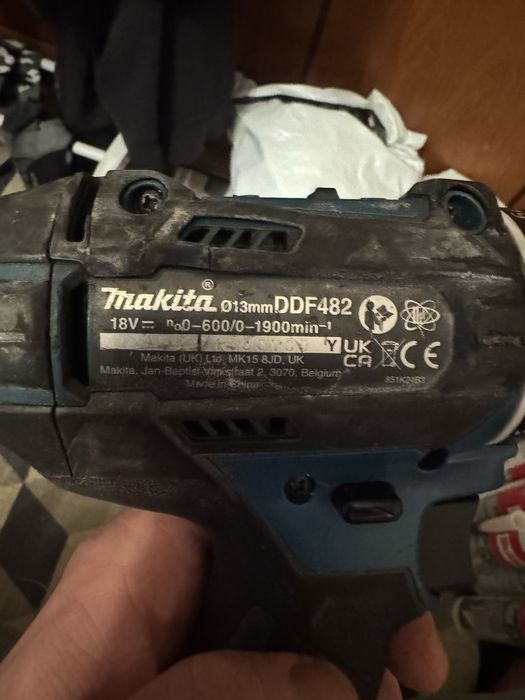 makita® Ø13mm DDF482
18V⎓ n₀0-600/0-1900min⁻¹
Y UK CA CE
Makita (UK) Ltd, MK15 8JD, UK
Makita, Jan-Baptist Vinkstraat 2, 3070, Belgium
Made in China
851K24B3